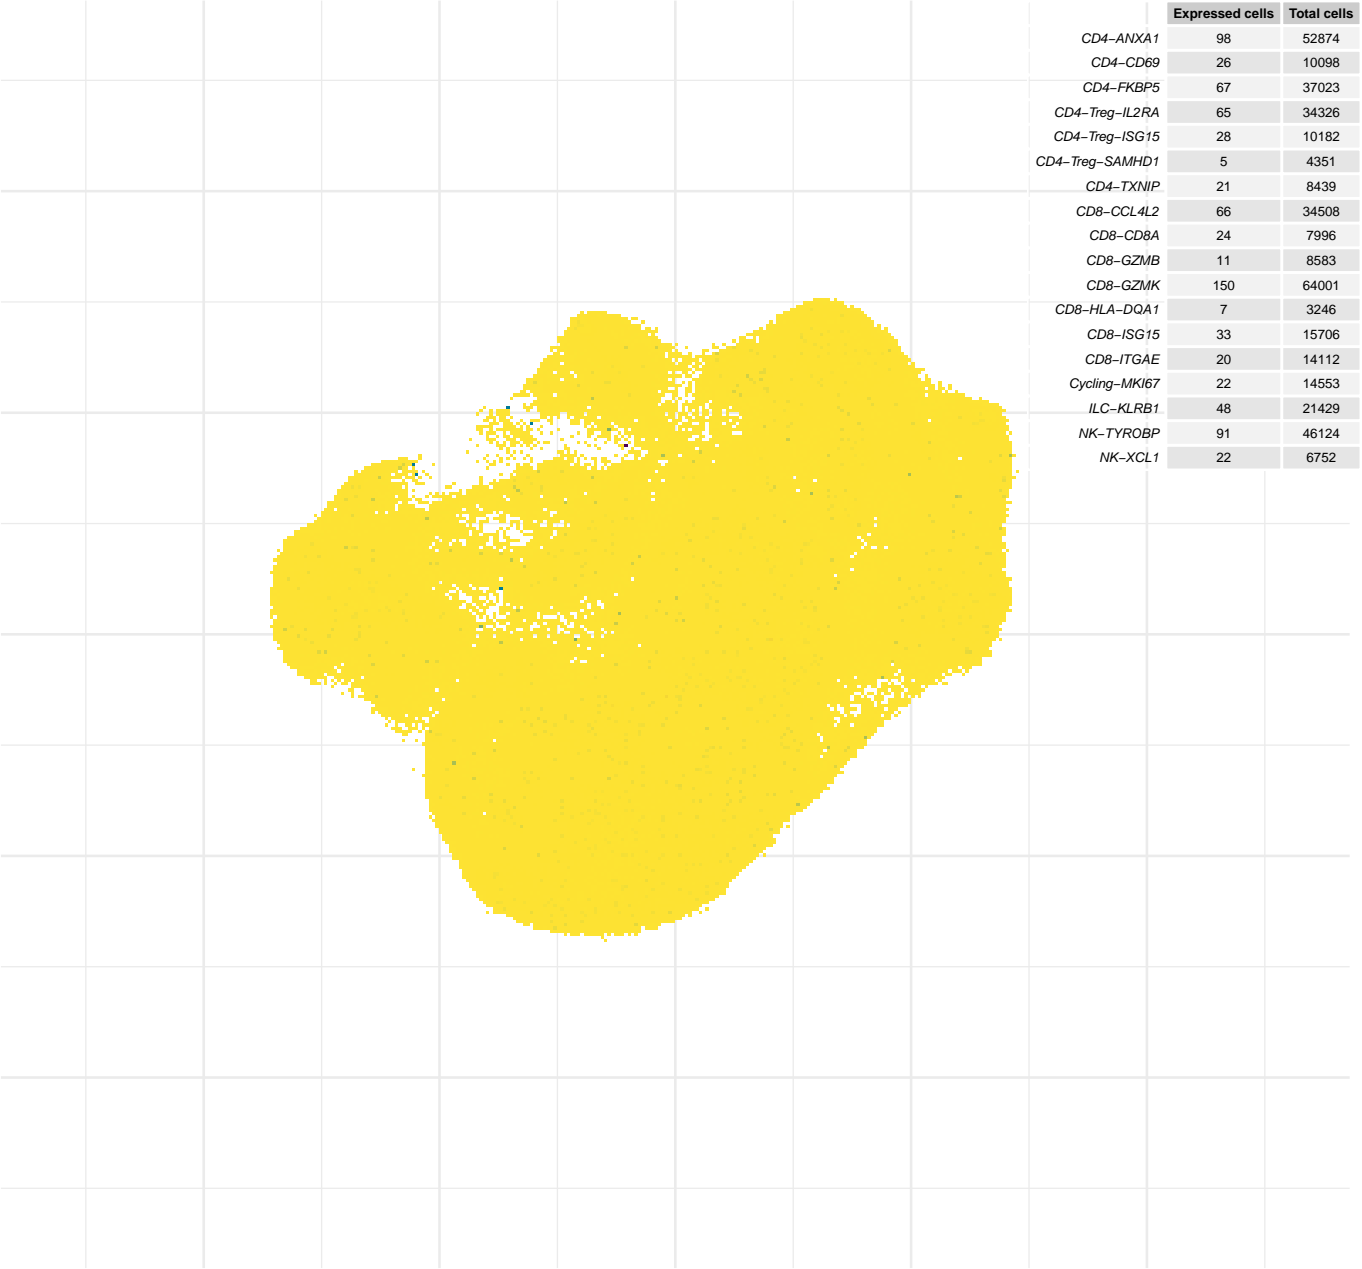 Expressed cells Total cells
CD4−ANXA1 98 52874
CD4−CD69 26 10098
CD4−FKBP5 67 37023
CD4−Treg−IL2RA 65 34326
CD4−Treg−ISG15 28 10182
CD4−Treg−SAMHD1 5 4351
CD4−TXNIP 21 8439
CD8−CCL4L2 66 34508
CD8−CD8A 24 7996
CD8−GZMB 11 8583
CD8−GZMK 150 64001
CD8−HLA−DQA1 7 3246
CD8−ISG15 33 15706
CD8−ITGAE 20 14112
Cycling−MKI67 22 14553
ILC−KLRB1 48 21429
NK−TYROBP 91 46124
NK−XCL1 22 6752